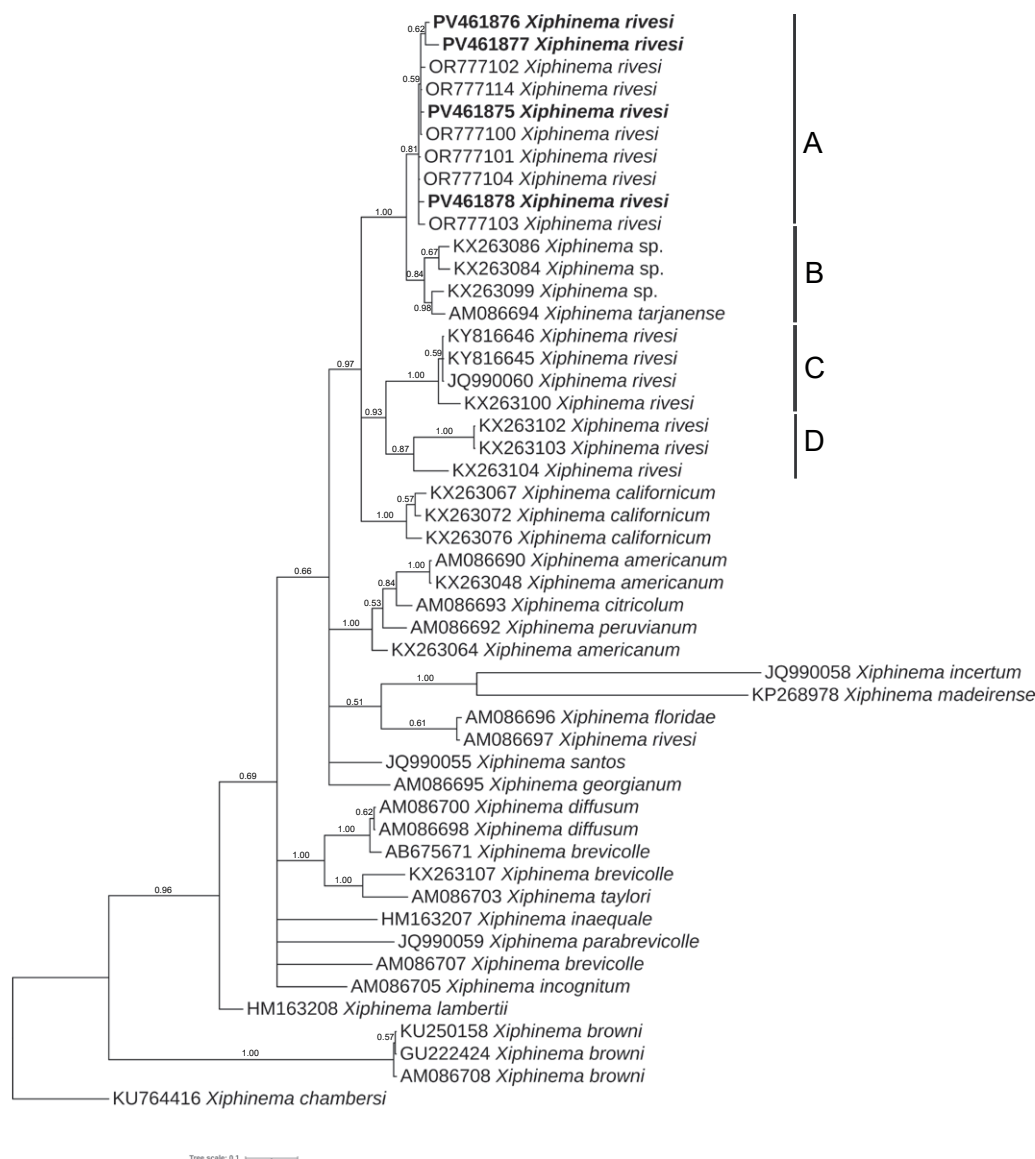 0.62
PV461876 Xiphinema rivesi
PV461877 Xiphinema rivesi
OR777102 Xiphinema rivesi
0.59
OR777114 Xiphinema rivesi
PV461875 Xiphinema rivesi
OR777100 Xiphinema rivesi
A
0.81
OR777101 Xiphinema rivesi
OR777104 Xiphinema rivesi
PV461878 Xiphinema rivesi
1.00
OR777103 Xiphinema rivesi
0.67
KX263086 Xiphinema sp.
KX263084 Xiphinema sp.
B
0.84
KX263099 Xiphinema sp.
0.98
AM086694 Xiphinema tarjanense
KY816646 Xiphinema rivesi
0.59
KY816645 Xiphinema rivesi
C
0.97
1.00
JQ990060 Xiphinema rivesi
KX263100 Xiphinema rivesi
0.93
1.00
KX263102 Xiphinema rivesi
D
0.87
KX263103 Xiphinema rivesi
KX263104 Xiphinema rivesi
0.57
KX263067 Xiphinema californicum
1.00
KX263072 Xiphinema californicum
KX263076 Xiphinema californicum
1.00
AM086690 Xiphinema americanum
0.66
0.84
KX263048 Xiphinema americanum
0.53
AM086693 Xiphinema citricolum
1.00
AM086692 Xiphinema peruvianum
KX263064 Xiphinema americanum
1.00
JQ990058 Xiphinema incertum
KP268978 Xiphinema madeirense
0.51
0.61
AM086696 Xiphinema floridae
AM086697 Xiphinema rivesi
JQ990055 Xiphinema santos
0.69
AM086695 Xiphinema georgianum
0.62
AM086700 Xiphinema diffusum
1.00
AM086698 Xiphinema diffusum
1.00
AB675671 Xiphinema brevicolle
1.00
KX263107 Xiphinema brevicolle
0.96
AM086703 Xiphinema taylori
HM163207 Xiphinema inaequale
JQ990059 Xiphinema parabrevicolle
AM086707 Xiphinema brevicolle
AM086705 Xiphinema incognitum
HM163208 Xiphinema lambertii
0.57
KU250158 Xiphinema browni
1.00
GU222424 Xiphinema browni
AM086708 Xiphinema browni
KU764416 Xiphinema chambersi
Tree scale: 0.1